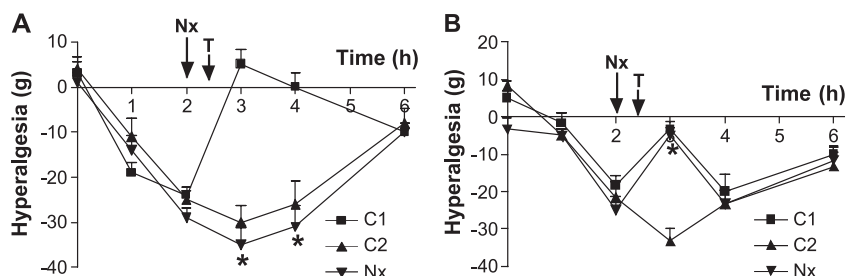 A
Nx
T
Time (h)
Hyperalgesia (g)
10
0
-10
-20
-30
-40
1 2 3 4 5 6
* *
C1
C2
Nx
B
Nx
T
Time (h)
Hyperalgesia (g)
20
10
0
-10
-20
-30
-40
1 2 3 4 5 6
*
C1
C2
Nx